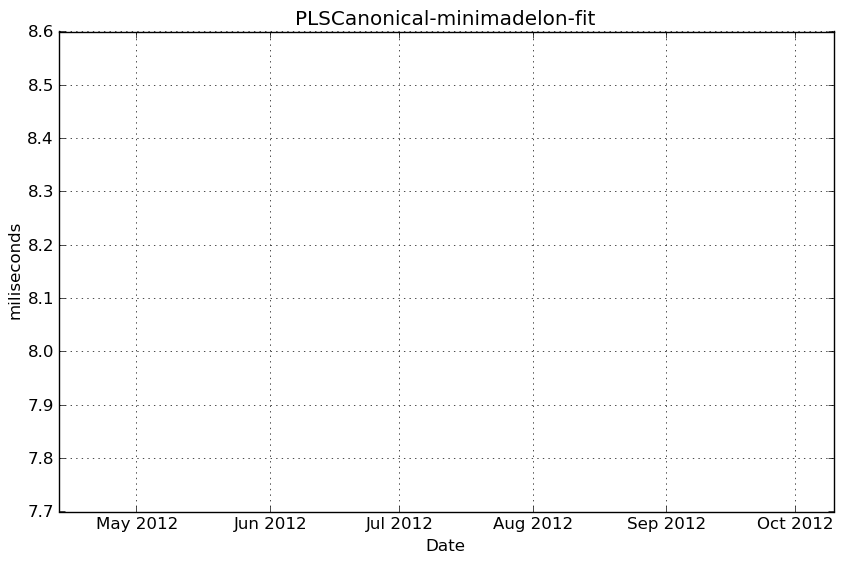 PLSCanonical-minimadelon-fit
8.6
8.5
8.4
8.3
8.2
8.1
8.0
7.9
7.8
7.7
miliseconds
May 2012 Jun 2012 Jul 2012 Aug 2012 Sep 2012 Oct 2012
Date